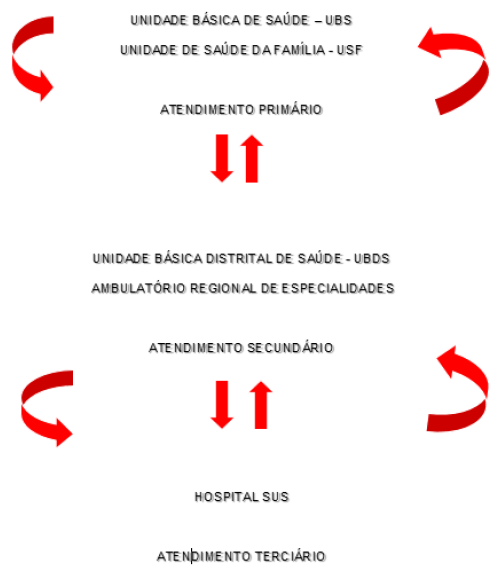 UNIDADE BÁSICA DE SAÚDE – UBS
UNIDADE DE SAÚDE DA FAMÍLIA - USF
ATENDIMENTO PRIMÁRIO
UNIDADE BÁSICA DISTRITAL DE SAÚDE - UBDS
AMBULATÓRIO REGIONAL DE ESPECIALIDADES
ATENDIMENTO SECUNDÁRIO
HOSPITAL SUS
ATENDIMENTO TERCIÁRIO